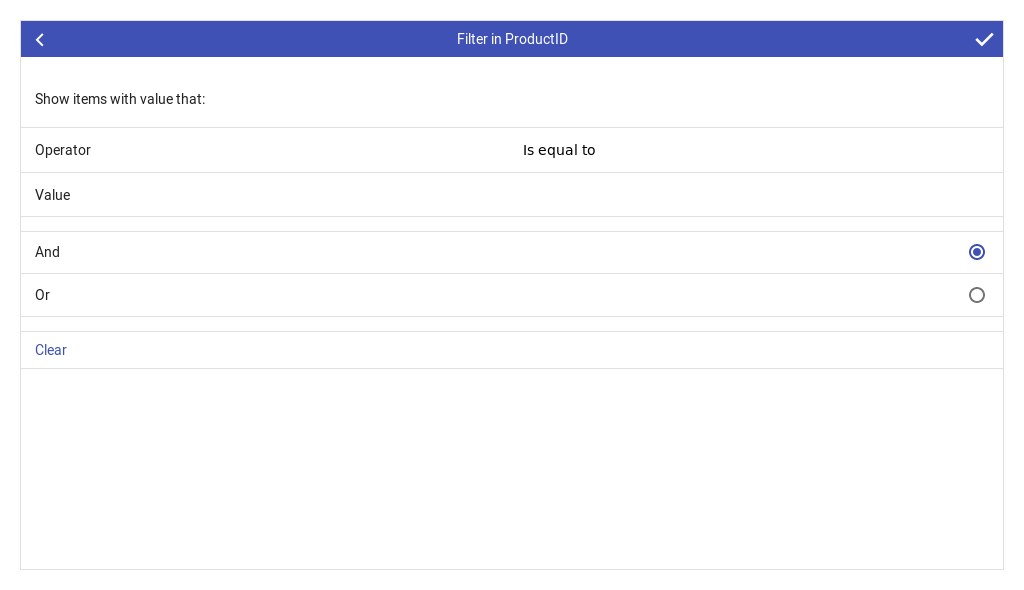 Filter in ProductID
Show items with value that:
Operator Is equal to
Value
And
Or
Clear